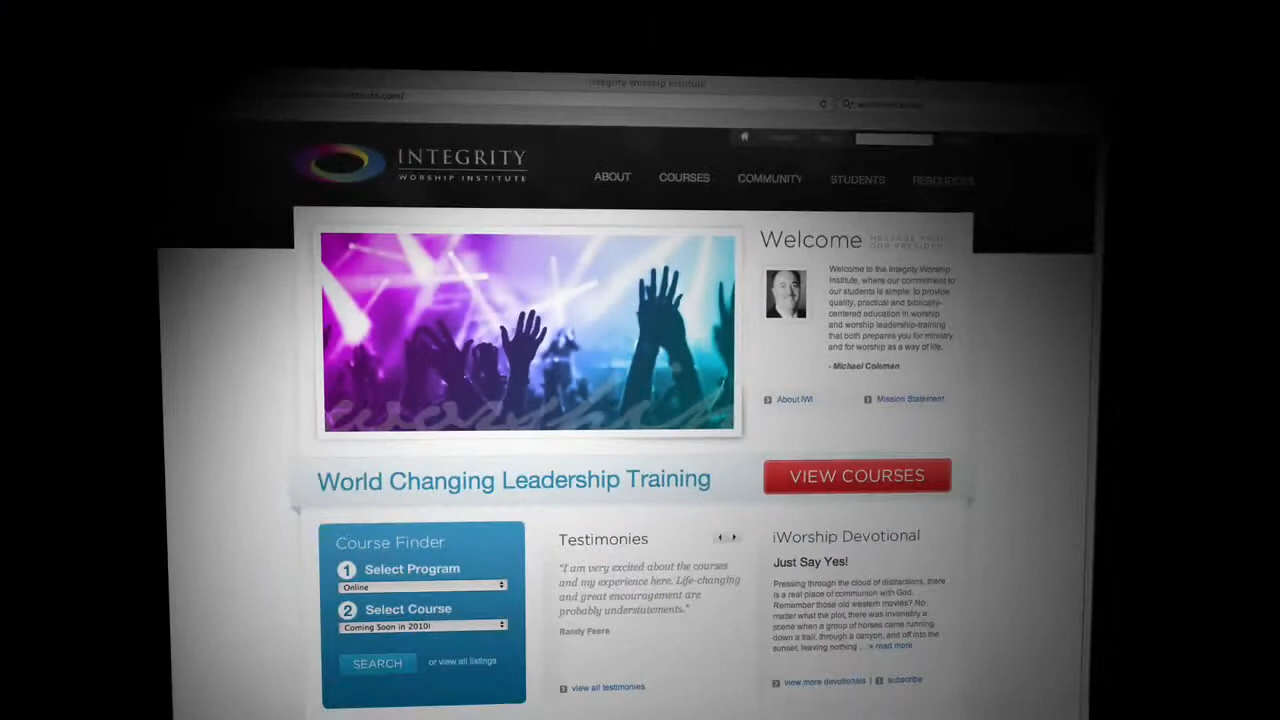 Integrity Worship Institute
INTEGRITY
WORSHIP INSTITUTE
ABOUT
COURSES
COMMUNITY
STUDENTS
RESOURCES
worship
Welcome
MESSAGE FROM
OUR PRESIDENT
Welcome to the Integrity Worship
Institute, where our commitment to
our students is simple: to provide
quality, practical and biblically-
centered education in worship
and worship leadership-training
that both prepares you for ministry
and for worship as a way of life.
- Michael Coleman
About IWI
Mission Statement
World Changing Leadership Training
VIEW COURSES
Course Finder
1 Select Program
Online
2 Select Course
Coming Soon in 2010!
SEARCH
or view all listings
Testimonies
"I am very excited about the courses
and my experience here. Life-changing
and great encouragement are
probably understatements."
Randy Feere
view all testimonies
iWorship Devotional
Just Say Yes!
Pressing through the cloud of distractions, there
is a real place of communion with God.
Remember those old western movies? No
matter what the plot, there was invariably a
scene when a group of horses came running
down a trail, through a canyon, and off into the
sunset, leaving nothing ... » read more
view more devotionals |
subscribe